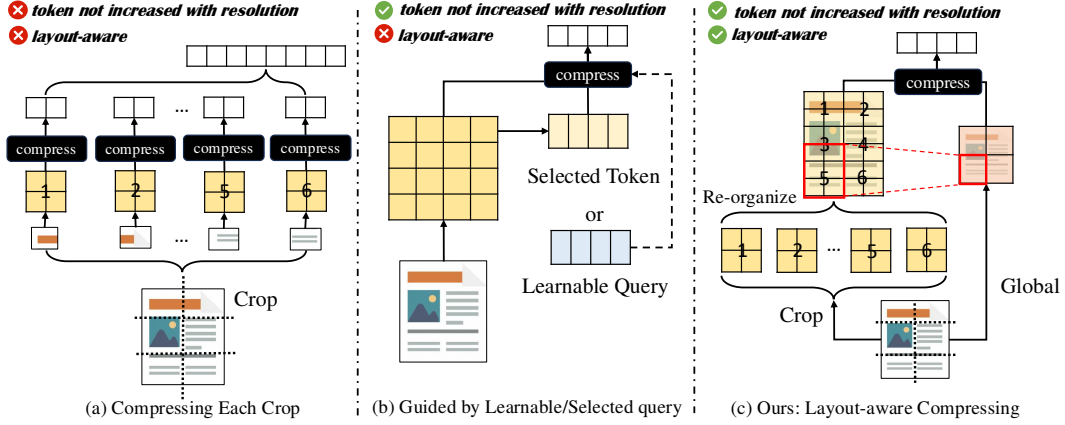 token not increased with resolution
layout-aware
...
compress
compress
compress
compress
1
2
5
6
...
Crop
(a) Compressing Each Crop
token not increased with resolution
layout-aware
compress
Selected Token
or
Learnable Query
(b) Guided by Learnable/Selected query
token not increased with resolution
layout-aware
compress
1 2
3 4
5 6
Re-organize
1
2
...
5
6
Crop
Global
(c) Ours: Layout-aware Compressing